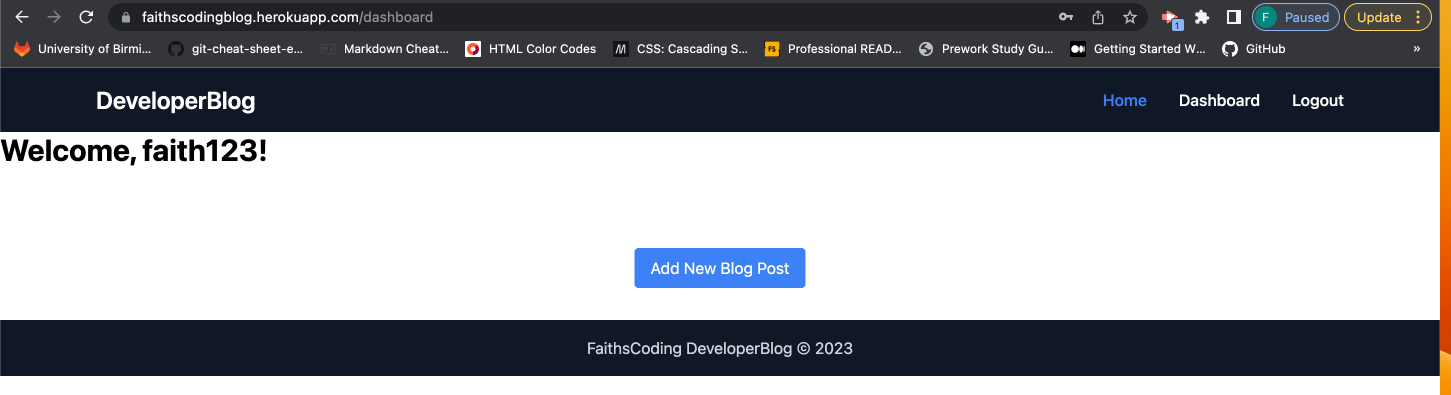 faithscodingblog.herokuapp.com/dashboard
1
F
Paused
Update
University of Birmi...
git-cheat-sheet-e...
Markdown Cheat...
HTML Color Codes
CSS: Cascading S...
FS
Professional READ...
Prework Study Gu...
Getting Started W...
GitHub
»
DeveloperBlog
Home
Dashboard
Logout
Welcome, faith123!
Add New Blog Post
FaithsCoding DeveloperBlog © 2023